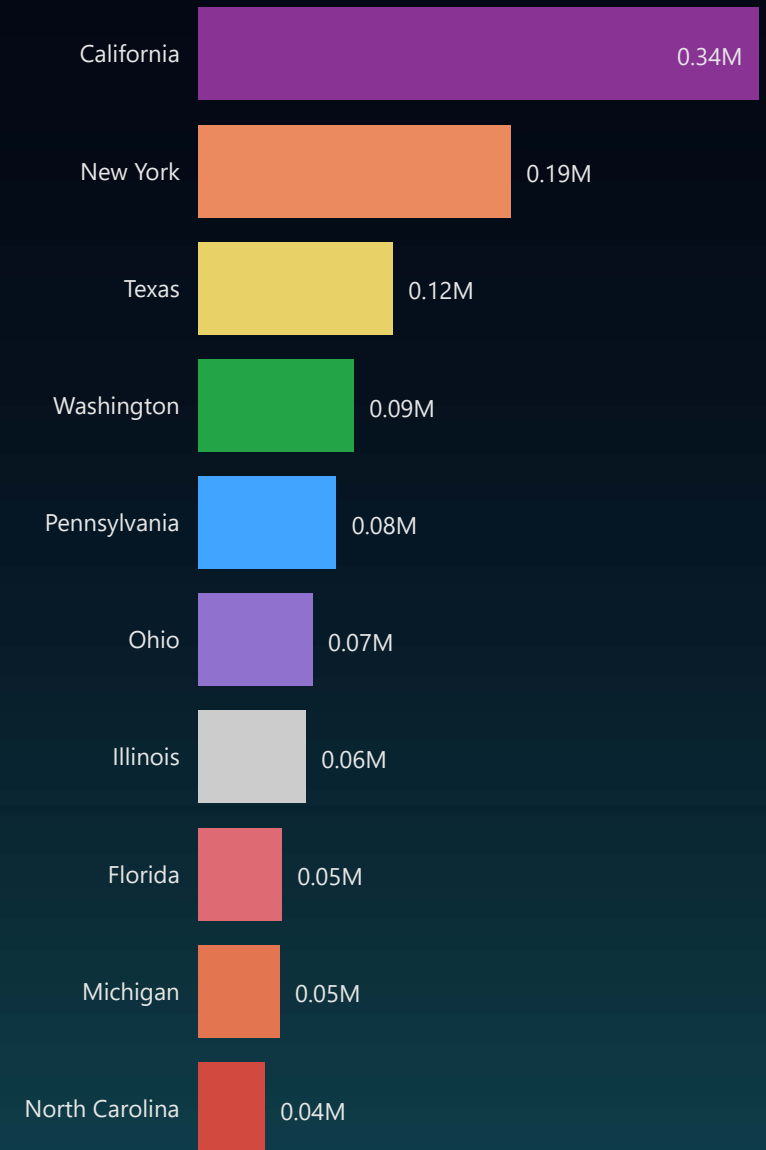 California 0.34M
New York 0.19M
Texas 0.12M
Washington 0.09M
Pennsylvania 0.08M
Ohio 0.07M
Illinois 0.06M
Florida 0.05M
Michigan 0.05M
North Carolina 0.04M